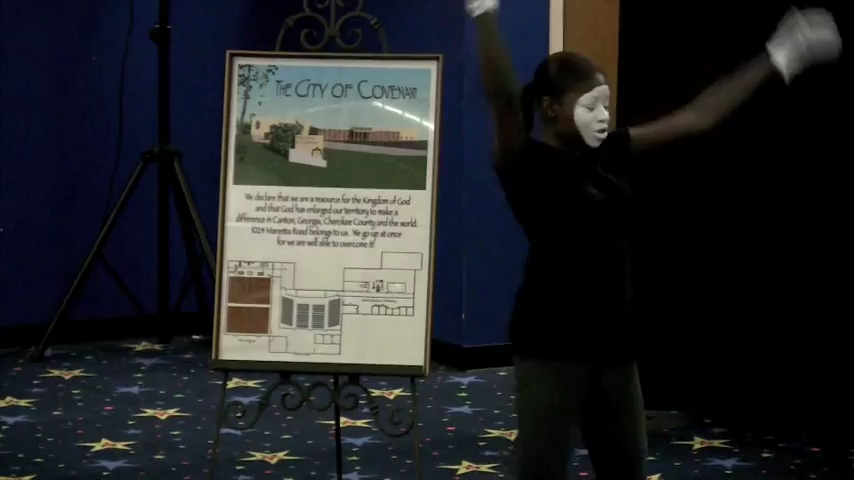 THE CITY OF COVENANT
We declare that we are a resource for the Kingdom of God
and that God has enlarged our territory to make a
difference in Canton, Georgia, Cherokee County and the world.
1029 Marietta Road belongs to us. We go up at once
for we are well able to overcome it!